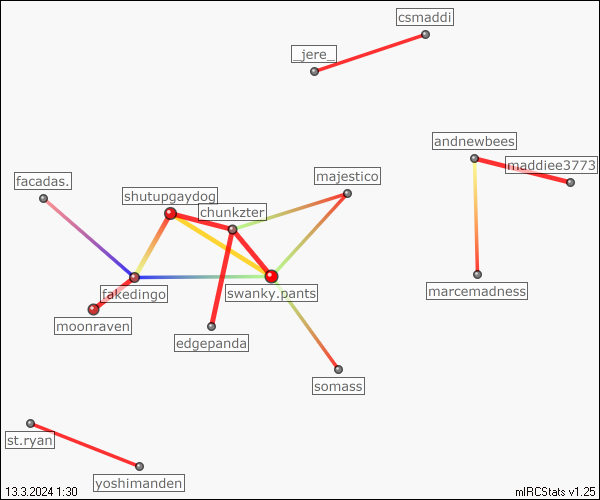 csmaddi
_jere_
andnewbees
maddiee3773
majestico
facadas.
shutupgaydog
chunkzter
fakedingo
swanky.pants
marcemadness
moonraven
edgepanda
somass
st.ryan
yoshimanden
13.3.2024 1:30
mIRCStats v1.25